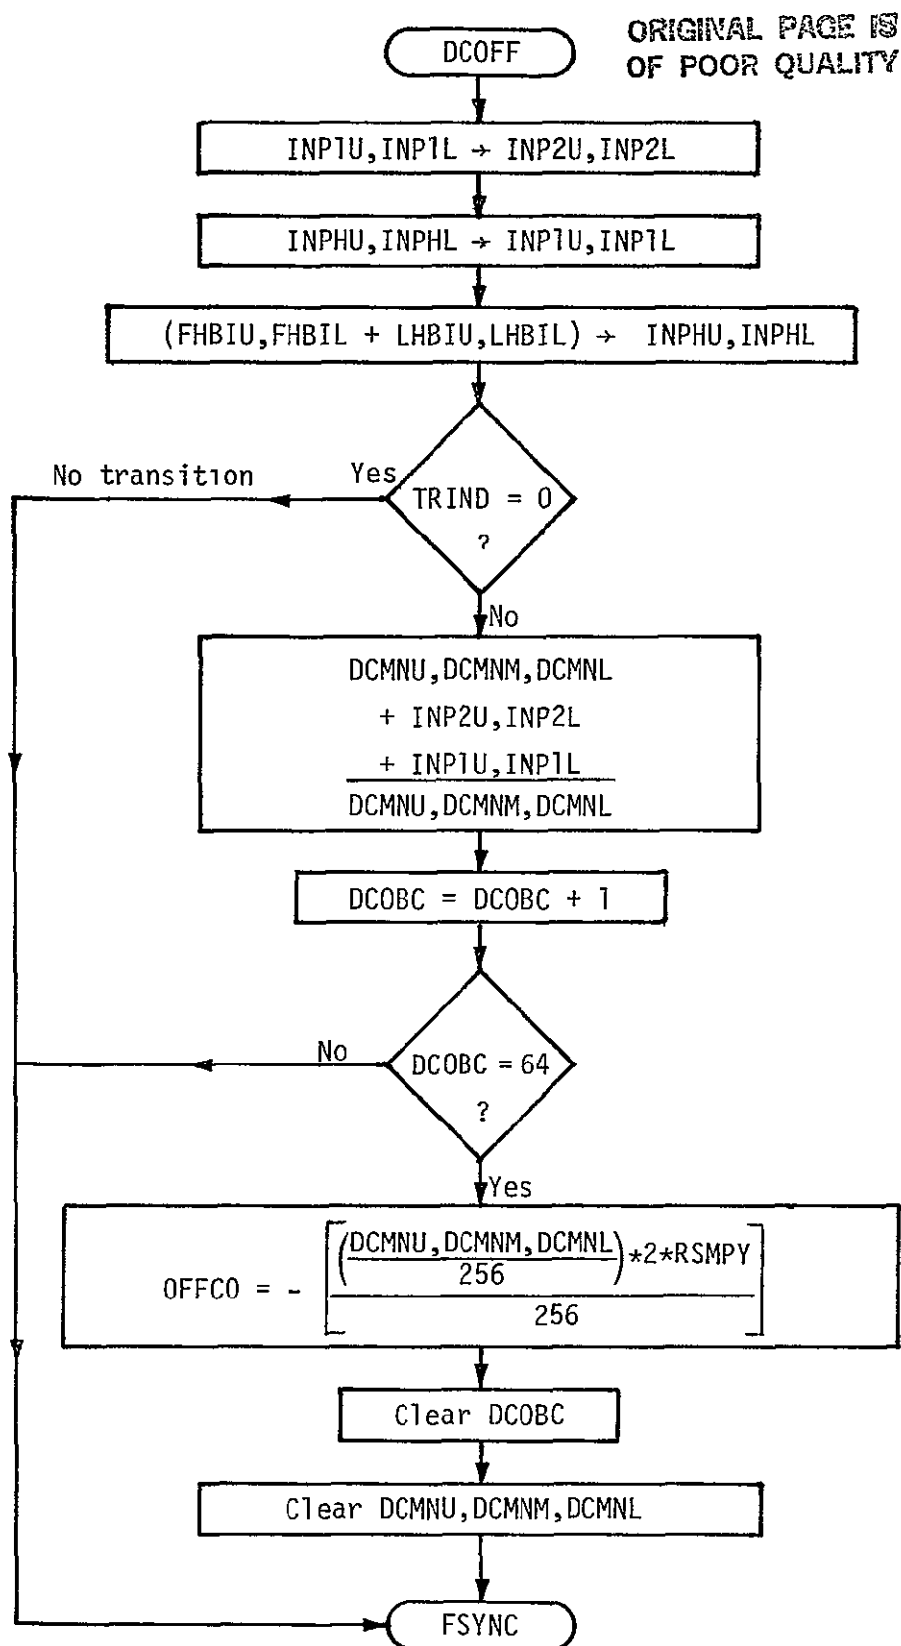 ORIGINAL PAGE IS
OF POOR QUALITY
DCOFF
INP1U,INP1L → INP2U,INP2L
INPHU,INPHL → INP1U,INP1L
(FHBIU,FHBIL + LHBIU,LHBIL) → INPHU,INPHL
No transition
Yes
TRIND = 0
?
No
DCMNU,DCMNM,DCMNL
+ INP2U,INP2L
+ INP1U,INP1L
DCMNU,DCMNM,DCMNL
DCOBC = DCOBC + 1
No
DCOBC = 64
?
Yes
OFFCO = - [((DCMNU,DCMNM,DCMNL)/256)*2*RSMPY/256]
Clear DCOBC
Clear DCMNU,DCMNM,DCMNL
FSYNC